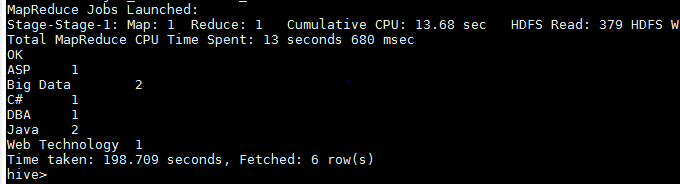 MapReduce Jobs Launched:
Stage-Stage-1: Map: 1  Reduce: 1   Cumulative CPU: 13.68 sec   HDFS Read: 379 HDFS W
Total MapReduce CPU Time Spent: 13 seconds 680 msec
OK
ASP     1
Big Data        2
C#      1
DBA     1
Java    2
Web Technology  1
Time taken: 198.709 seconds, Fetched: 6 row(s)
hive>